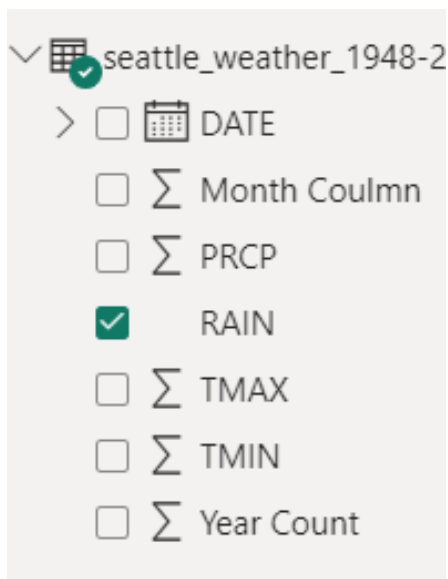 seattle_weather_1948-2
DATE
Month Coulmn
PRCP
RAIN
TMAX
TMIN
Year Count